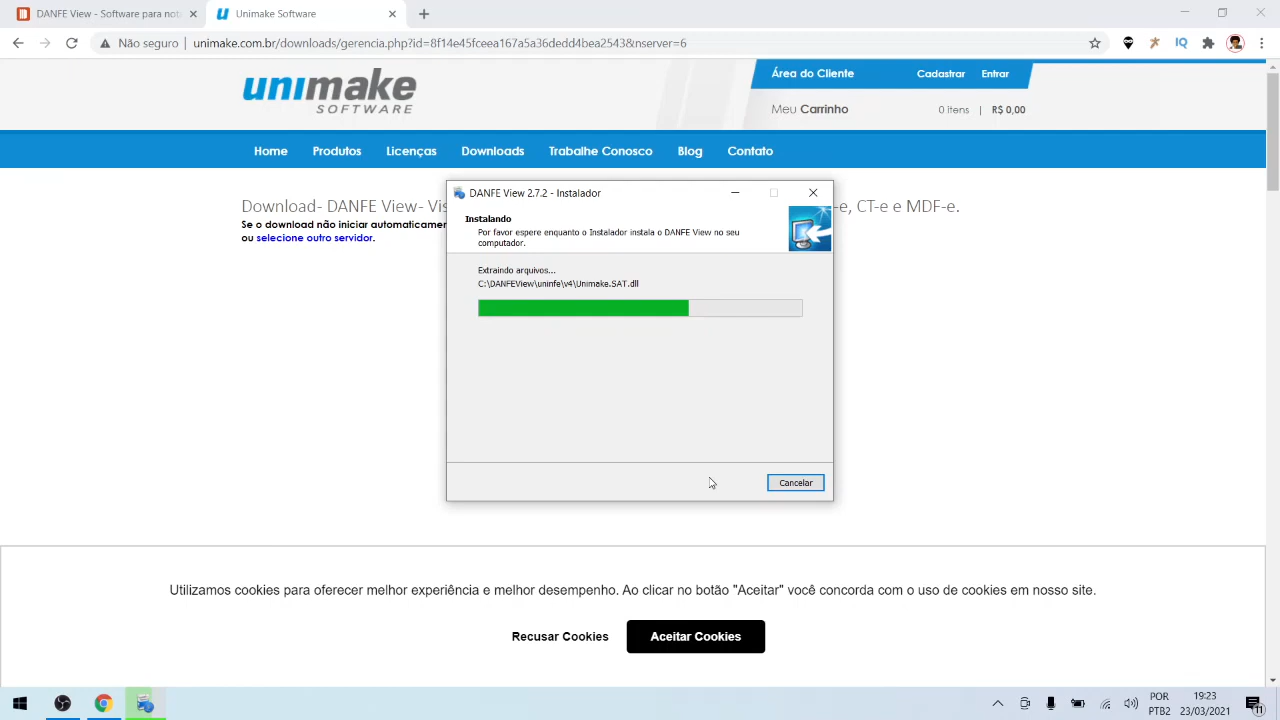 DANFE View - Software para not
Unimake Software
Não seguro | unimake.com.br/downloads/gerencia.php?id=8f14e45fceea167a5a36dedd4bea2543&nserver=6
IQ
unimake
SOFTWARE
Área do Cliente
Cadastrar
Entrar
Meu Carrinho
0 itens | R$ 0,00
Home
Produtos
Licenças
Downloads
Trabalhe Conosco
Blog
Contato
Download- DANFE View- Vis
-e, CT-e e MDF-e.
Se o download não iniciar automaticamen
ou selecione outro servidor.
DANFE View 2.7.2 - Instalador
Instalando
Por favor espere enquanto o Instalador instala o DANFE View no seu
computador.
Extraindo arquivos...
C:\DANFEView\uninfe\v4\Unimake.SAT.dll
Cancelar
Utilizamos cookies para oferecer melhor experiência e melhor desempenho. Ao clicar no botão "Aceitar" você concorda com o uso de cookies em nosso site.
Recusar Cookies
Aceitar Cookies
POR
PTB2
19:23
23/03/2021
11